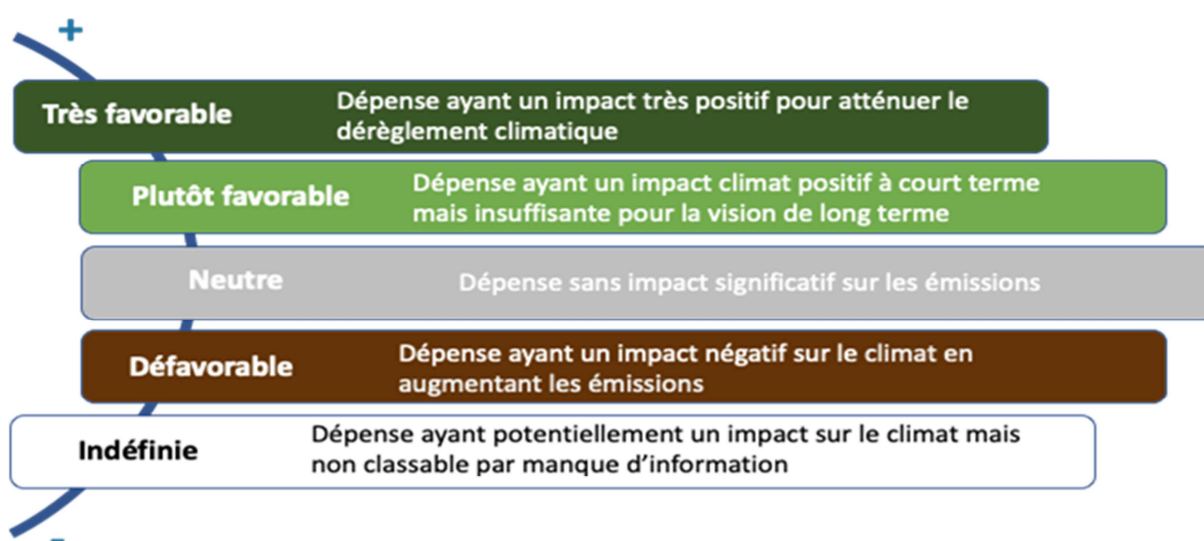 +
Très favorable
Dépense ayant un impact très positif pour atténuer le
dérèglement climatique
Plutôt favorable
Dépense ayant un impact climat positif à court terme
mais insuffisante pour la vision de long terme
Neutre
Dépense sans impact significatif sur les émissions
Défavorable
Dépense ayant un impact négatif sur le climat en
augmentant les émissions
Indéfinie
Dépense ayant potentiellement un impact sur le climat mais
non classable par manque d’information